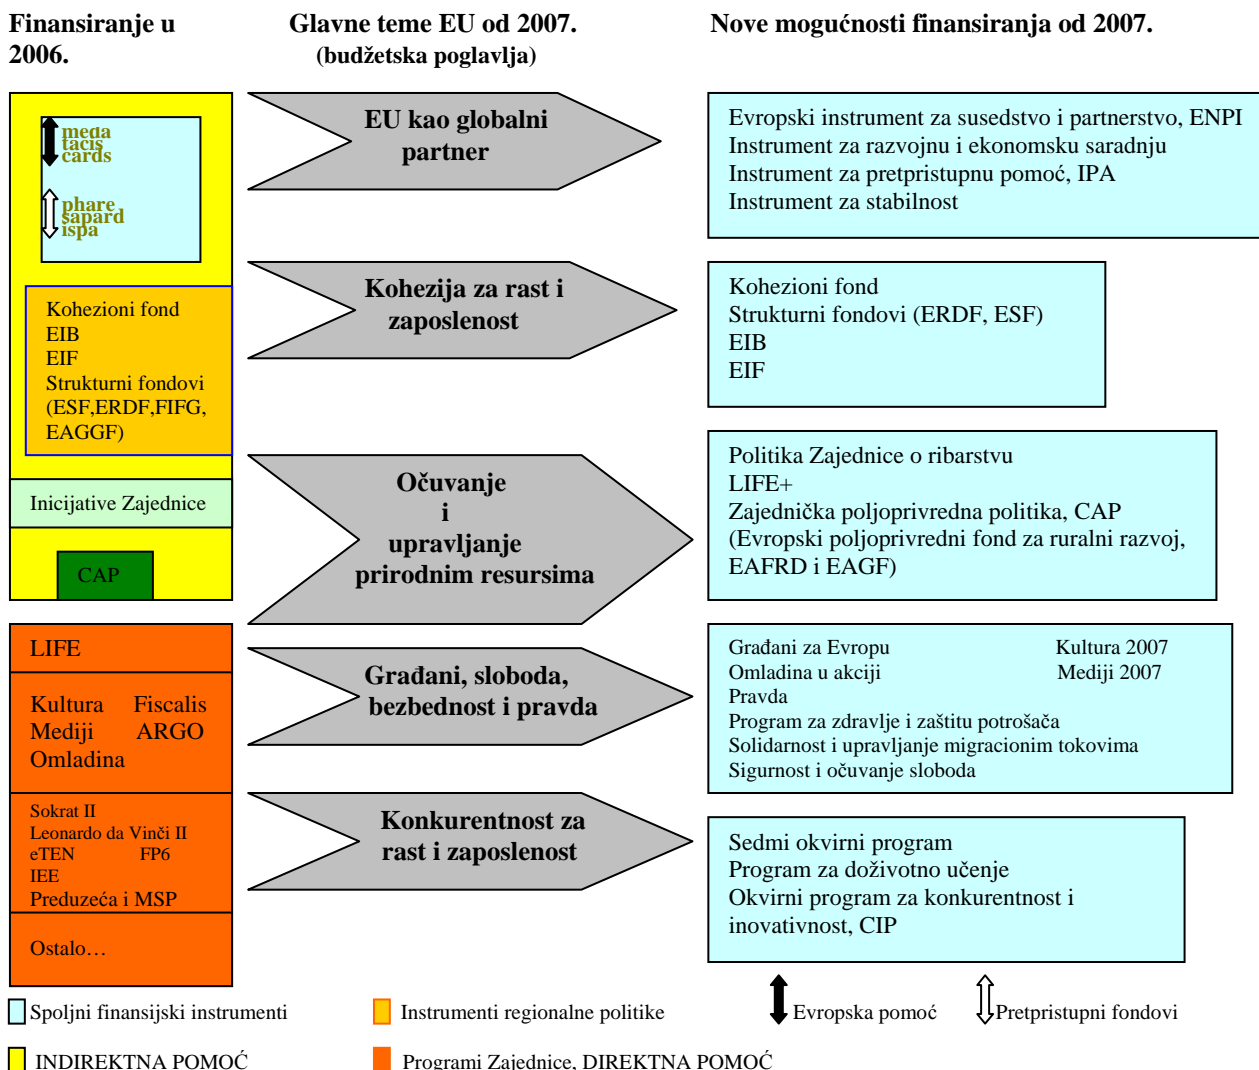 Finansiranje u
2006.
Glavne teme EU od 2007.
(budžetska poglavlja)
Nove mogućnosti finansiranja od 2007.
meda
tacis
cards
phare
sapard
ispa
Kohezioni fond
EIB
EIF
Strukturni fondovi
(ESF,ERDF,FIFG,
EAGGF)
Inicijative Zajednice
CAP
LIFE
Kultura Fiscalis
Mediji ARGO
Omladina
Sokrat II
Leonardo da Vinči II
eTEN FP6
IEE
Preduzeća i MSP
Ostalo…
EU kao globalni
partner
Kohezija za rast i
zaposlenost
Očuvanje
i
upravljanje
prirodnim resursima
Građani, sloboda,
bezbednost i pravda
Konkurentnost za
rast i zaposlenost
Evropski instrument za susedstvo i partnerstvo, ENPI
Instrument za razvojnu i ekonomsku saradnju
Instrument za pretpristupnu pomoć, IPA
Instrument za stabilnost
Kohezioni fond
Strukturni fondovi (ERDF, ESF)
EIB
EIF
Politika Zajednice o ribarstvu
LIFE+
Zajednička poljoprivredna politika, CAP
(Evropski poljoprivredni fond za ruralni razvoj,
EAFRD i EAGF)
Građani za Evropu Kultura 2007
Omladina u akciji Mediji 2007
Pravda
Program za zdravlje i zaštitu potrošača
Solidarnost i upravljanje migracionim tokovima
Sigurnost i očuvanje sloboda
Sedmi okvirni program
Program za doživotno učenje
Okvirni program za konkurentnost i
inovativnost, CIP
Spoljni finansijski instrumenti
Instrumenti regionalne politike
Evropska pomoć
Pretpristupni fondovi
INDIREKTNA POMOĆ
Programi Zajednice, DIREKTNA POMOĆ